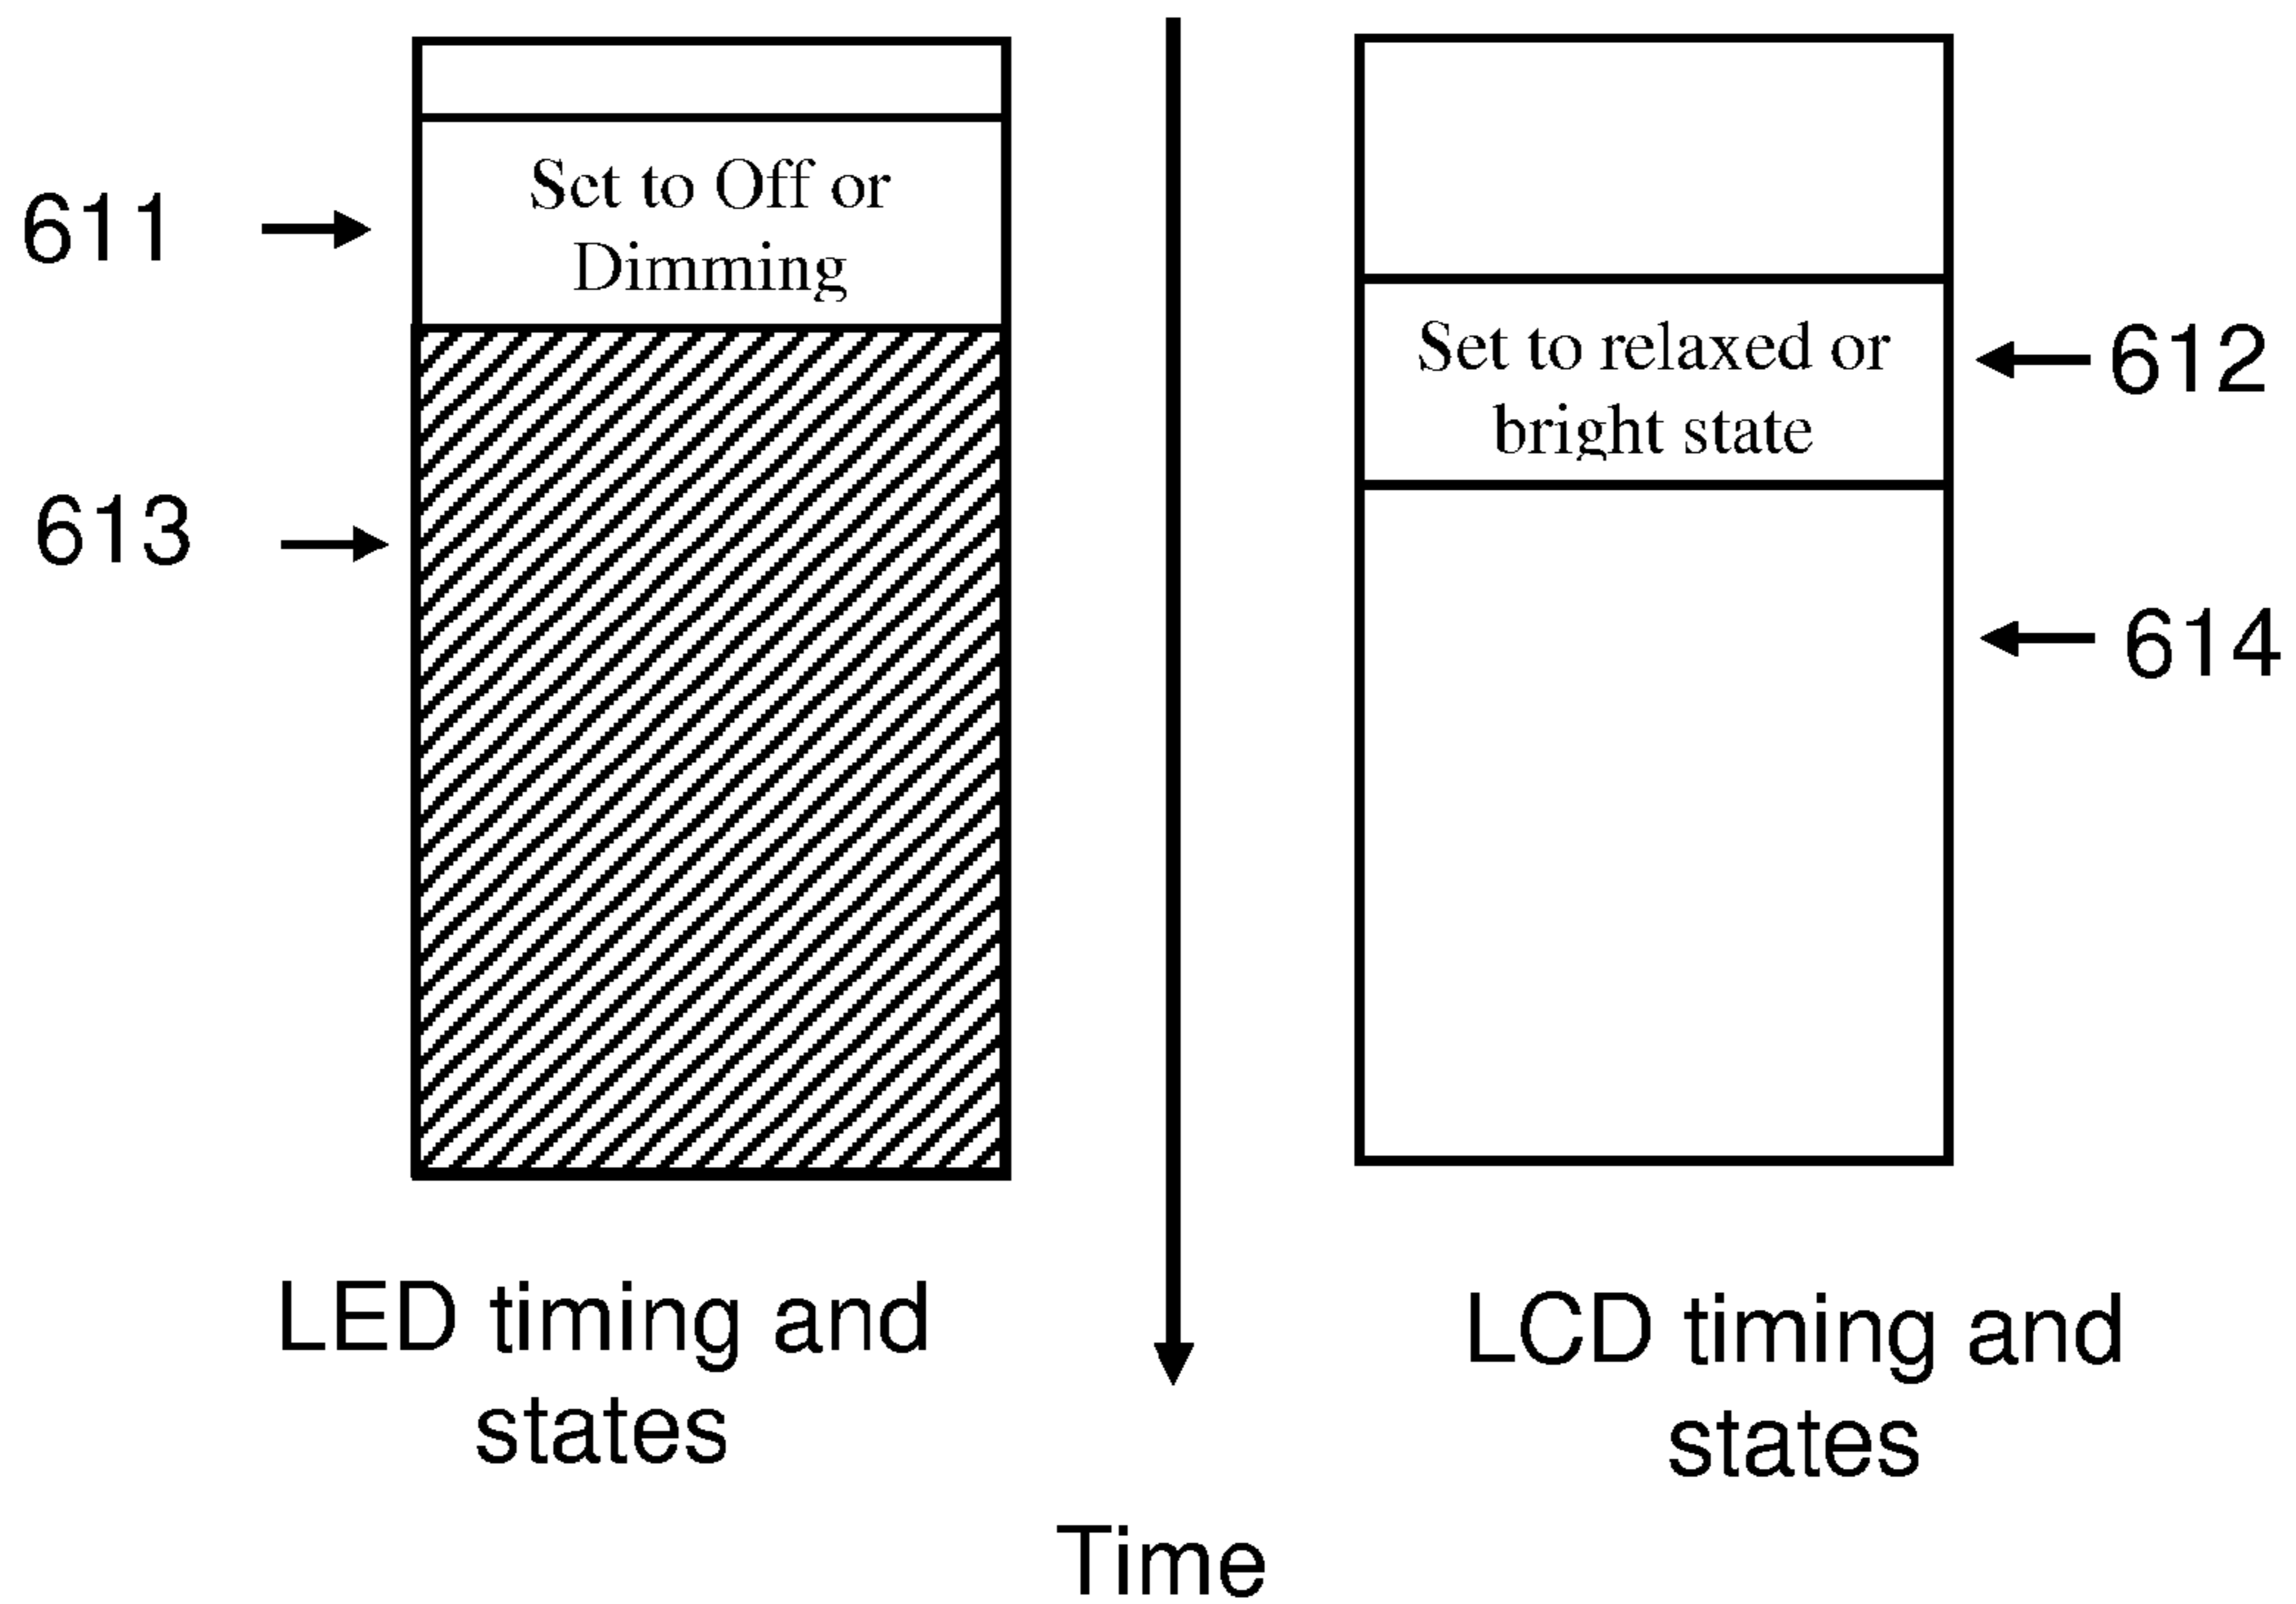 611
Set to Off or
Dimming
613
Set to relaxed or
bright state
612
614
LED timing and
states
LCD timing and
states
Time